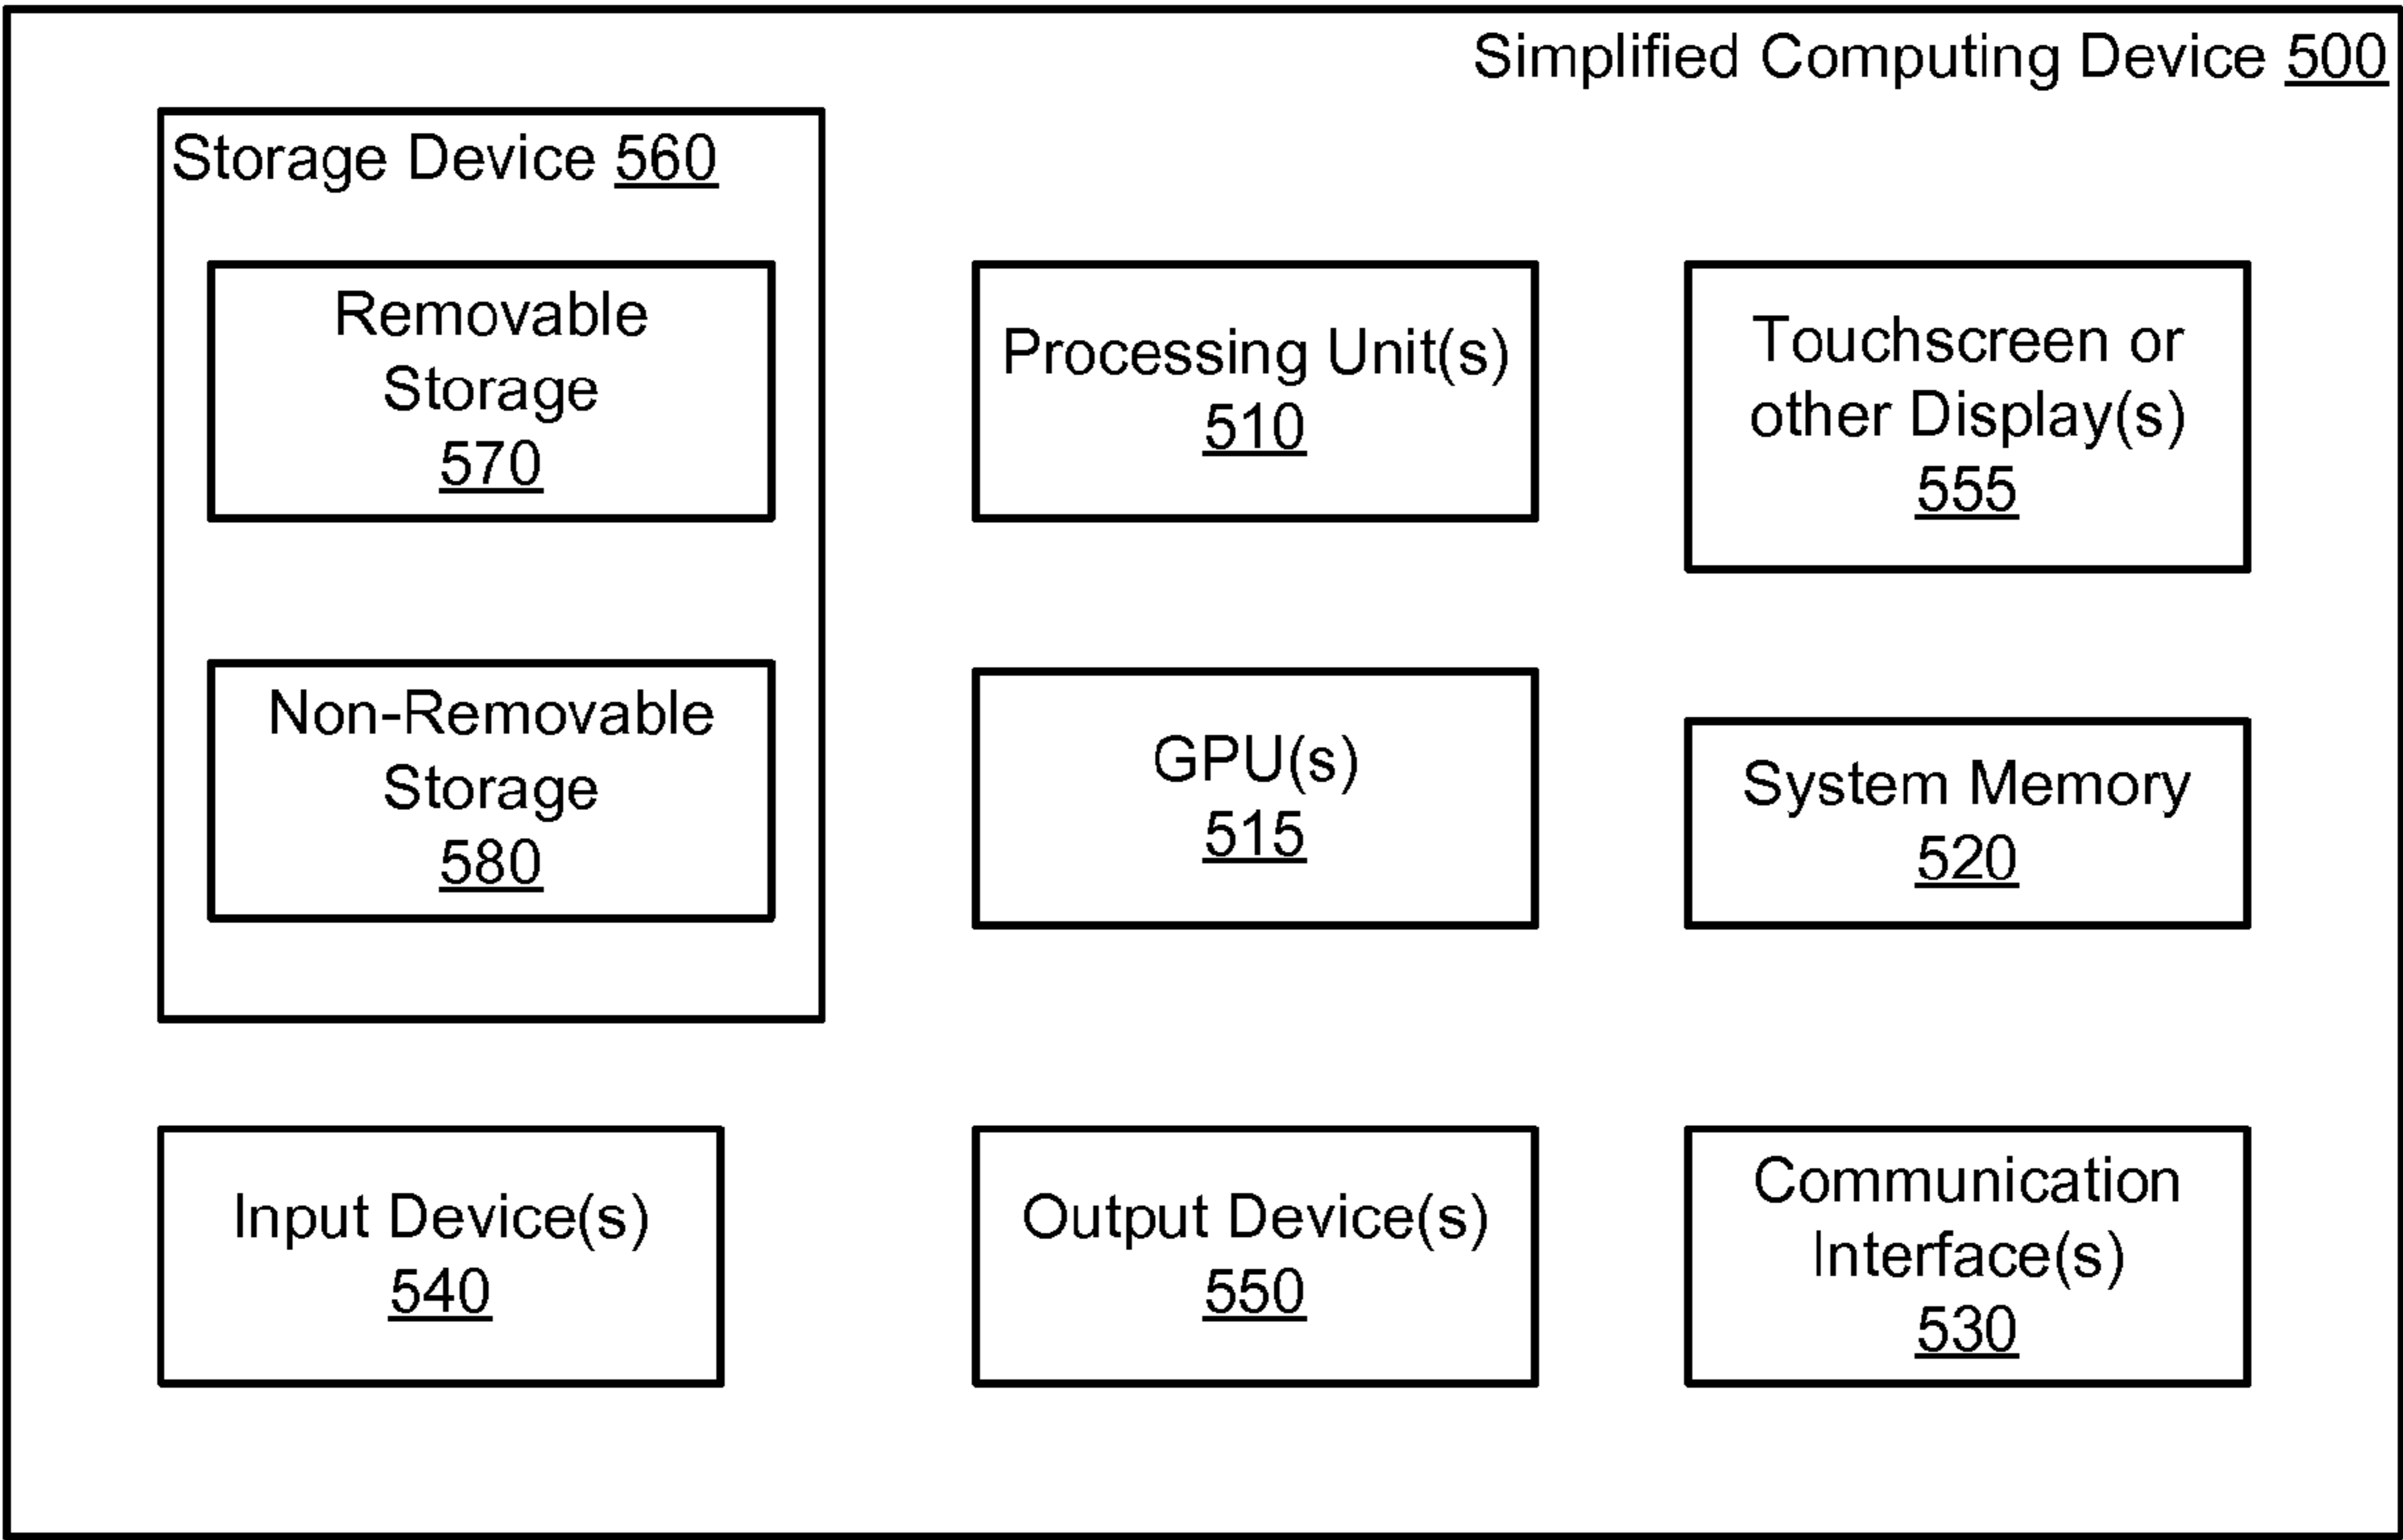 Simplified Computing Device 500
Storage Device 560
Removable
Storage
570
Non-Removable
Storage
580
Processing Unit(s)
510
Touchscreen or
other Display(s)
555
GPU(s)
515
System Memory
520
Input Device(s)
540
Output Device(s)
550
Communication
Interface(s)
530